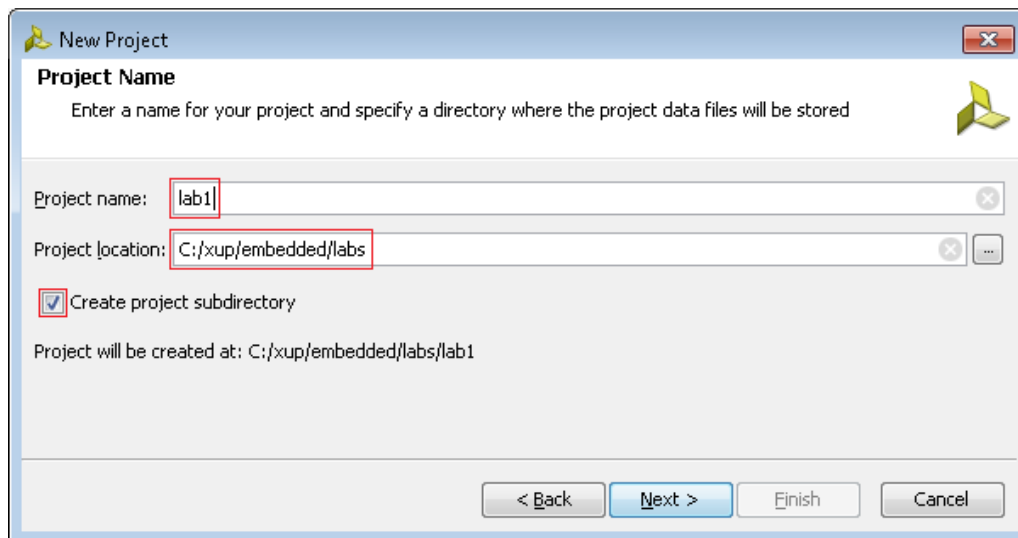 New Project
Project Name
Enter a name for your project and specify a directory where the project data files will be stored
Project name: lab1
Project location: C:/xup/embedded/labs ...
Create project subdirectory
Project will be created at: C:/xup/embedded/labs/lab1
< Back Next > Finish Cancel